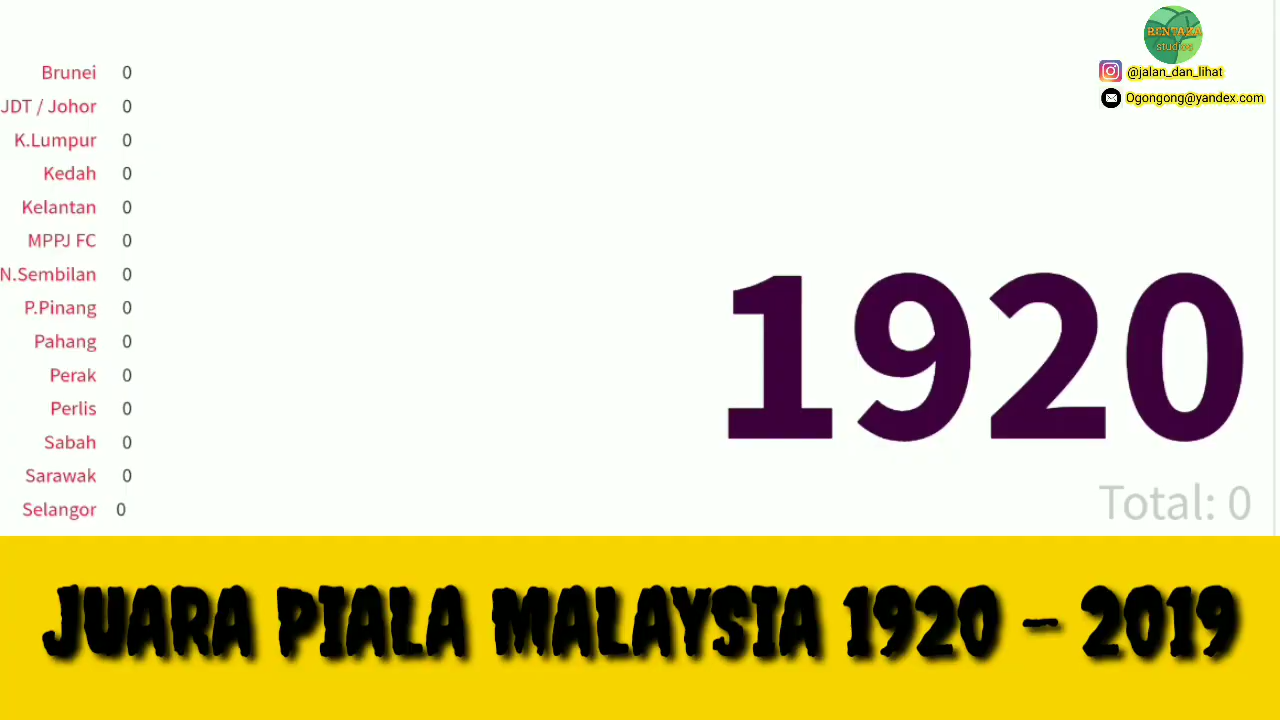 RENTAKA
studios
@jalan_dan_lihat
Ogongong@yandex.com
Brunei 0
JDT / Johor 0
K.Lumpur 0
Kedah 0
Kelantan 0
MPPJ FC 0
N.Sembilan 0
P.Pinang 0
Pahang 0
Perak 0
Perlis 0
Sabah 0
Sarawak 0
Selangor 0
1920
Total: 0
JUARA PIALA MALAYSIA 1920 - 2019